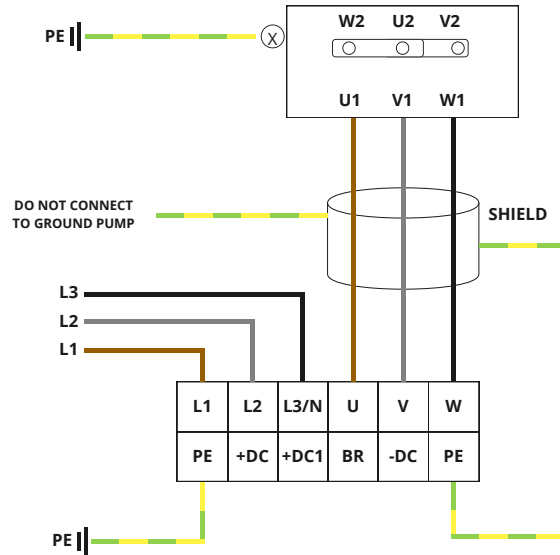 W2 U2 V2
PE
X
U1 V1 W1
DO NOT CONNECT
TO GROUND PUMP
SHIELD
L3
L2
L1
L1 L2 L3/N U V W
PE +DC +DC1 BR -DC PE
PE